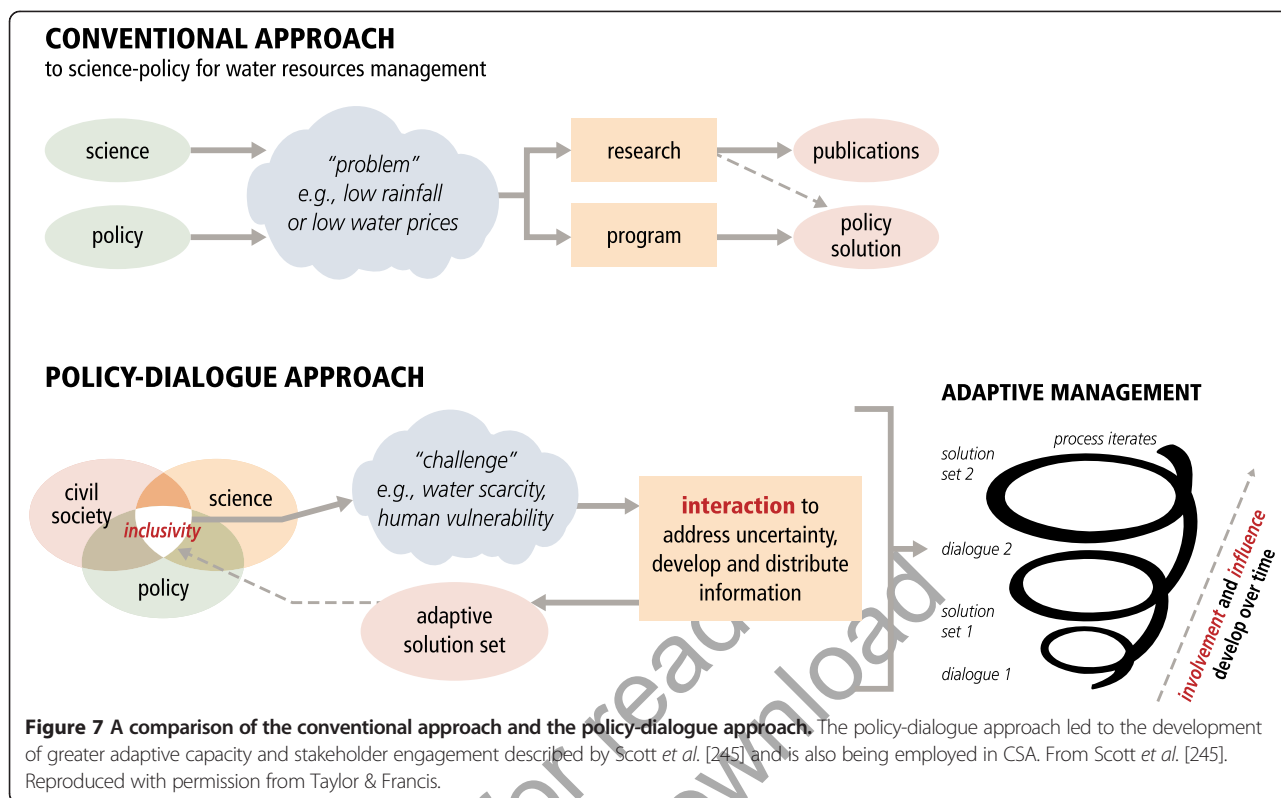 CONVENTIONAL APPROACH
to science-policy for water resources management
science
policy
“problem”
e.g., low rainfall
or low water prices
research
program
publications
policy
solution
POLICY-DIALOGUE APPROACH
civil
society
science
inclusivity
policy
“challenge”
e.g., water scarcity,
human vulnerability
interaction to
address uncertainty,
develop and distribute
information
adaptive
solution set
ADAPTIVE MANAGEMENT
process iterates
solution
set 2
dialogue 2
solution
set 1
dialogue 1
involvement and influence
develop over time
for read
download
Figure 7 A comparison of the conventional approach and the policy-dialogue approach. The policy-dialogue approach led to the development
of greater adaptive capacity and stakeholder engagement described by Scott et al. [245] and is also being employed in CSA. From Scott et al. [245].
Reproduced with permission from Taylor & Francis.